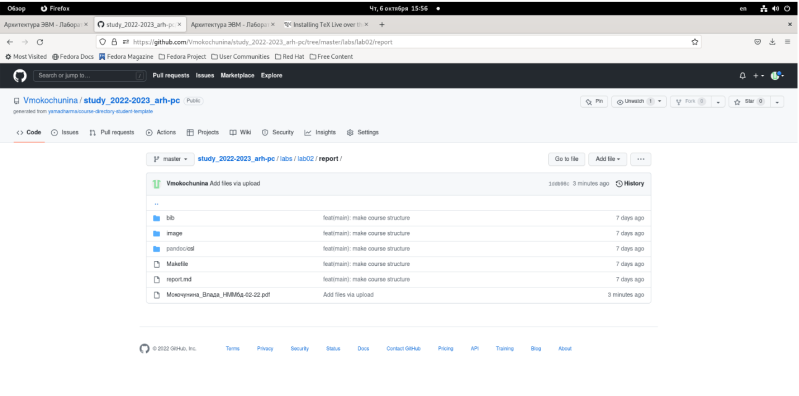 Обзор Firefox Чт, 6 октября 15:56 en
Архитектура ЭВМ - Лаборат × study_2022-2023_arh-pc/ × Архитектура ЭВМ - Лаборат × Installing TeX Live over th × +
https://github.com/Vmokochunina/study_2022-2023_arh-pc/tree/master/labs/lab02/report
Most Visited Fedora Docs Fedora Magazine Fedora Project User Communities Red Hat Free Content
Search or jump to... / Pull requests Issues Marketplace Explore
Vmokochunina / study_2022-2023_arh-pc Public Pin Unwatch 1 Fork 1 Star 0
generated from yamadharma/course-directory-student-template
Code Issues Pull requests Actions Projects Wiki Security Insights Settings
master study_2022-2023_arh-pc / labs / lab02 / report / Go to file Add file ...
Vmokochunina Add files via upload 3 minutes ago History
..
bib feat(main): make course structure 7 days ago
image feat(main): make course structure 7 days ago
pandoc/csl feat(main): make course structure 7 days ago
Makefile feat(main): make course structure 7 days ago
report.md feat(main): make course structure 7 days ago
Мокочунина_Влада_НММбд-02-22.pdf Add files via upload 3 minutes ago
© 2022 GitHub, Inc. Terms Privacy Security Status Docs Contact GitHub Pricing API Training Blog About